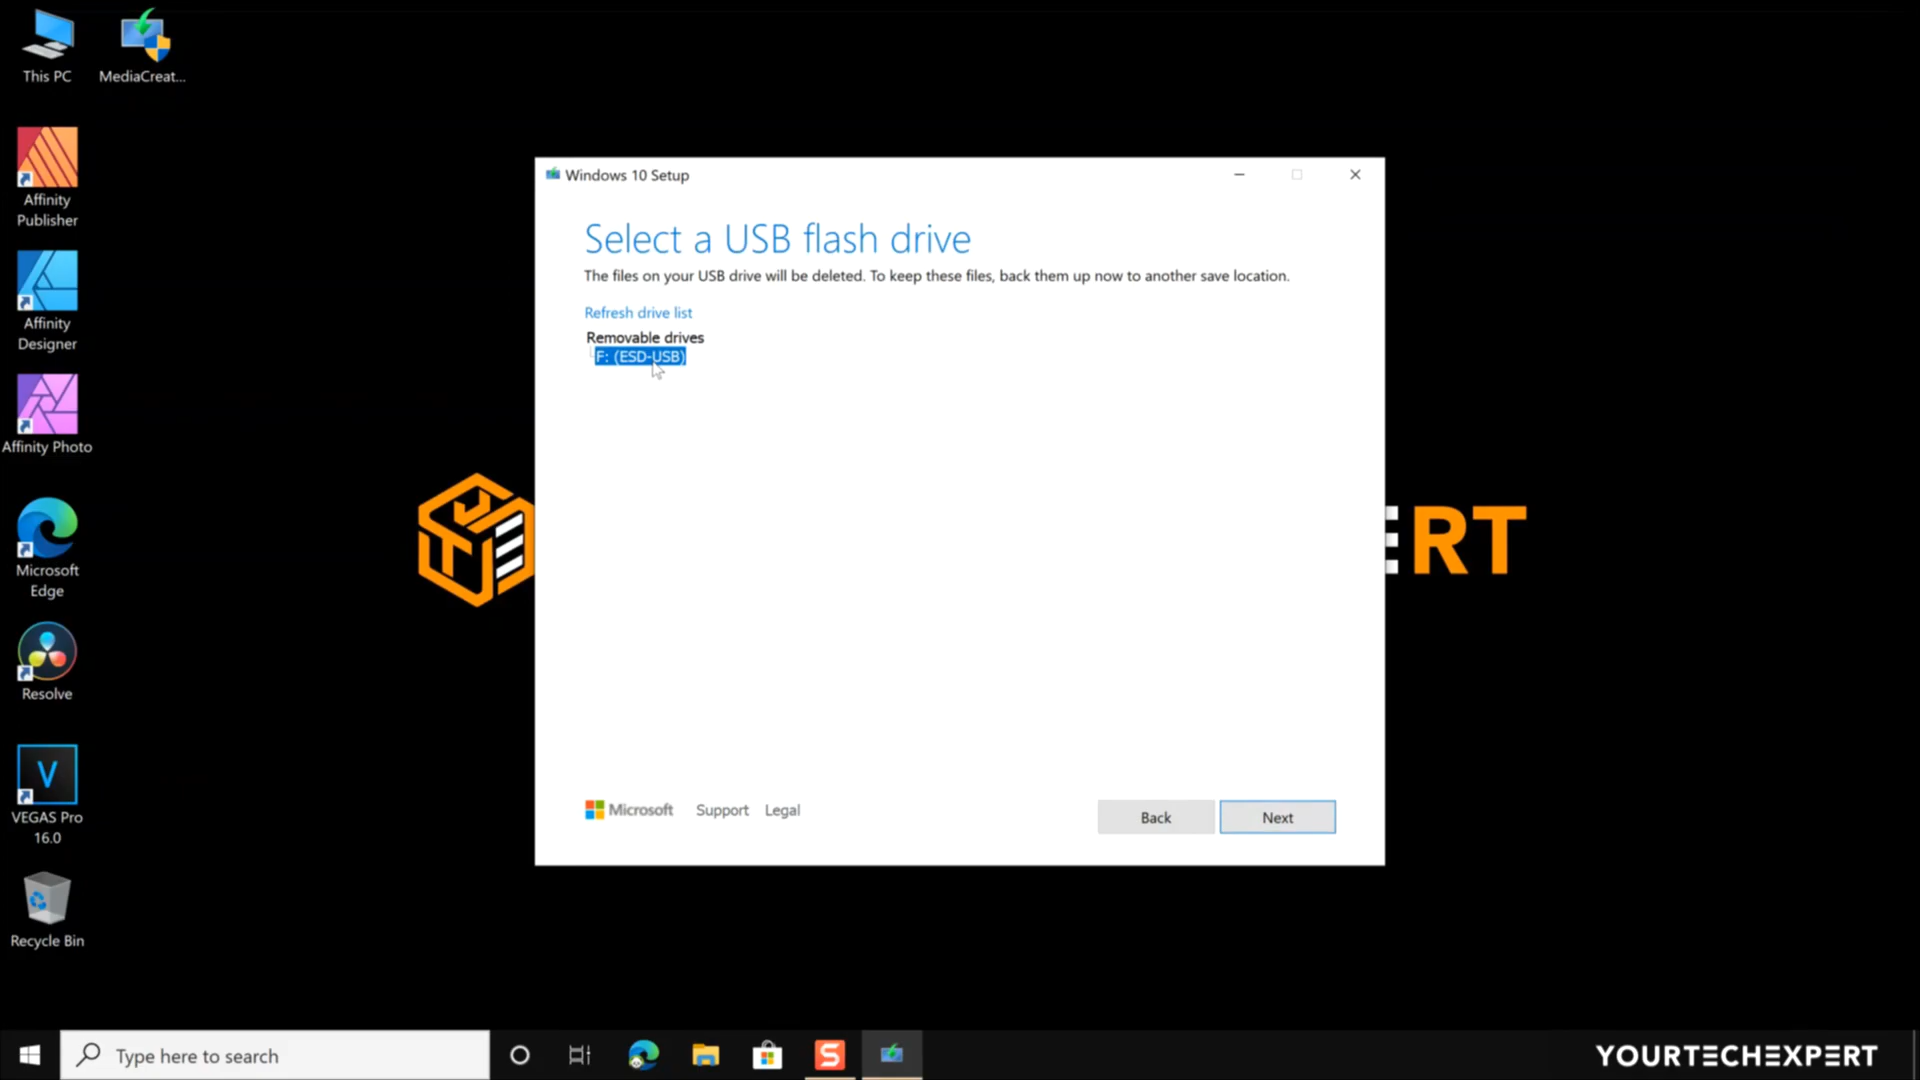 This PC
MediaCreat...
Affinity
Publisher
Affinity
Designer
Affinity Photo
Microsoft
Edge
Resolve
V
VEGAS Pro
16.0
Recycle Bin
Windows 10 Setup
Select a USB flash drive
The files on your USB drive will be deleted. To keep these files, back them up now to another save location.
Refresh drive list
Removable drives
F: (ESD-USB)
Microsoft Support Legal
Back Next
ERT
Type here to search
S
YOURTECHEXPERT